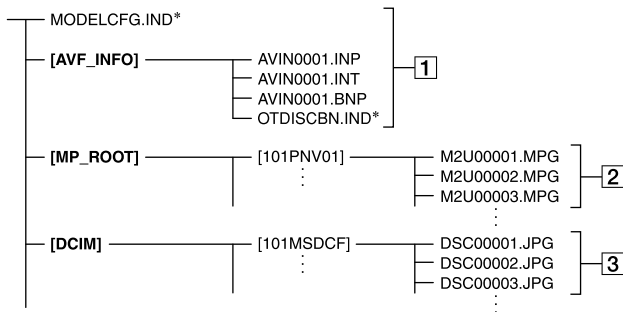 MODELCFG.IND*
[AVF_INFO] AVIN0001.INP
AVIN0001.INT 1
AVIN0001.BNP
OTDISCBN.IND*
[MP_ROOT] [101PNV01] M2U00001.MPG
M2U00002.MPG 2
M2U00003.MPG
[DCIM] [101MSDCF] DSC00001.JPG
DSC00002.JPG 3
DSC00003.JPG